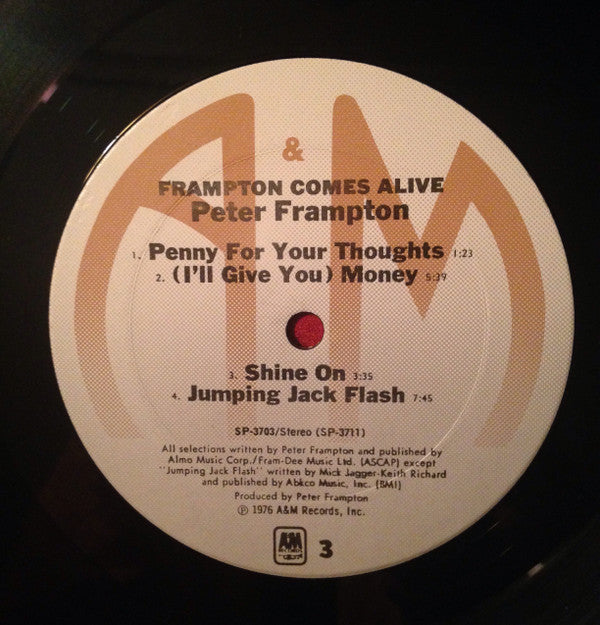 A & M
FRAMPTON COMES ALIVE
Peter Frampton
1. Penny For Your Thoughts 1:23
2. (I'll Give You) Money 5:39
3. Shine On 3:35
4. Jumping Jack Flash 7:45
SP-3703/Stereo (SP-3711)
All selections written by Peter Frampton and published by
Almo Music Corp./Fram-Dee Music Ltd. (ASCAP) except
"Jumping Jack Flash" written by Mick Jagger-Keith Richard
and published by Abkco Music, Inc. (BMI)
Produced by Peter Frampton
℗ 1976 A&M Records, Inc.
A&M
RECORDS
3